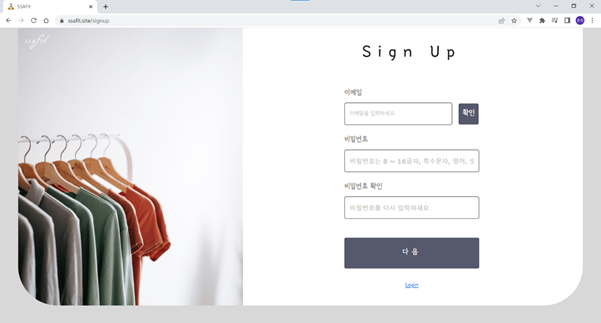 SSAFIT
ssafit.site/signup
ssafit
Sign Up
이메일
이메일을 입력하세요
확인
비밀번호
비밀번호는 8 ~ 16글자, 특수문자, 영어, 숫
비밀번호 확인
비밀번호를 다시 입력하세요
다 음
Login